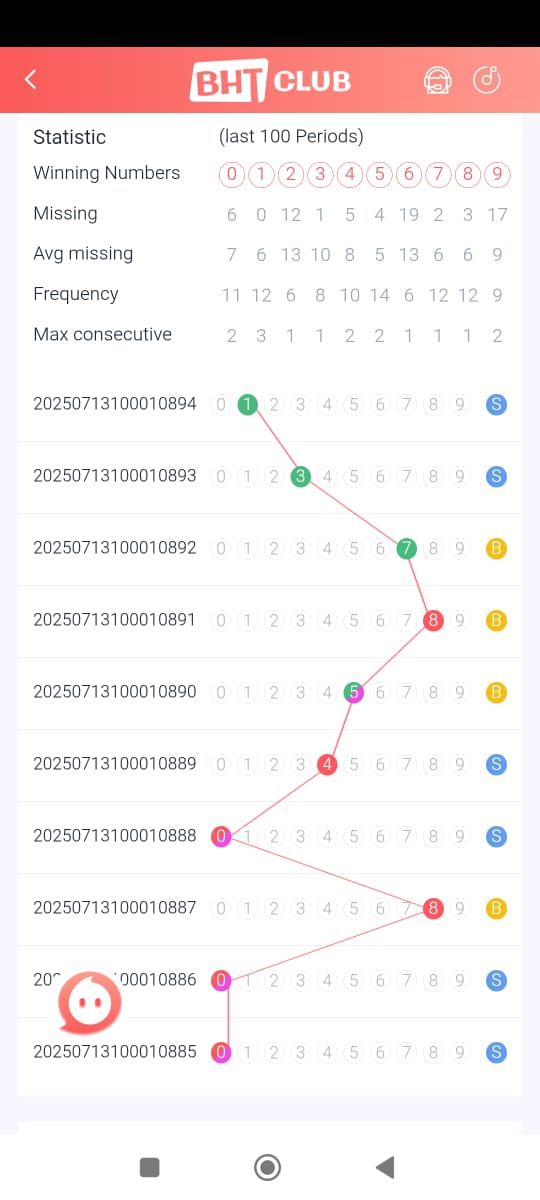 BHT CLUB
Statistic (last 100 Periods)
Winning Numbers 0 1 2 3 4 5 6 7 8 9
Missing 6 0 12 1 5 4 19 2 3 17
Avg missing 7 6 13 10 8 5 13 6 6 9
Frequency 11 12 6 8 10 14 6 12 12 9
Max consecutive 2 3 1 1 2 2 1 1 1 2
20250713100010894 0 1 2 3 4 5 6 7 8 9 S
20250713100010893 0 1 2 3 4 5 6 7 8 9 S
20250713100010892 0 1 2 3 4 5 6 7 8 9 B
20250713100010891 0 1 2 3 4 5 6 7 8 9 B
20250713100010890 0 1 2 3 4 5 6 7 8 9 B
20250713100010889 0 1 2 3 4 5 6 7 8 9 S
20250713100010888 0 1 2 3 4 5 6 7 8 9 S
20250713100010887 0 1 2 3 4 5 6 7 8 9 B
0 1 2 3 4 5 6 7 8 9 S
20250713100010885 0 1 2 3 4 5 6 7 8 9 S